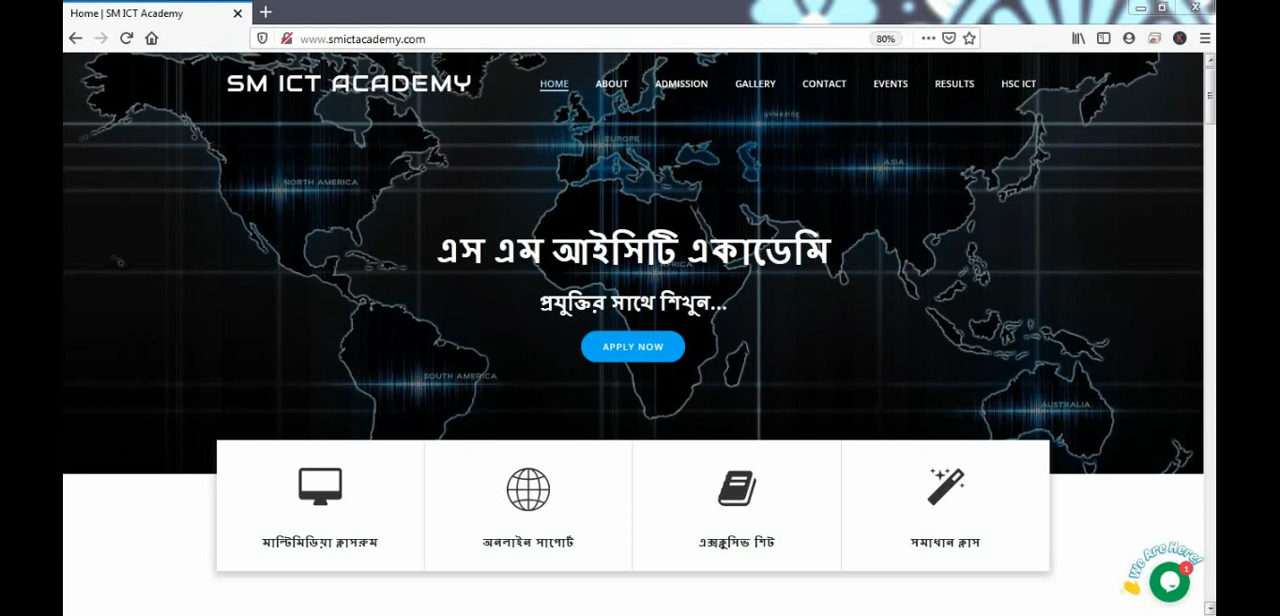 Home | SM ICT Academy
www.smictacademy.com
80%
SM ICT ACADEMY
HOME
ABOUT
ADMISSION
GALLERY
CONTACT
EVENTS
RESULTS
HSC ICT
EUROPE
ASIA
NORTH AMERICA
এস এম আইসিটি একাডেমি
AFRICA
প্রযুক্তির সাথে শিখুন...
APPLY NOW
SOUTH AMERICA
AUSTRALIA
মাল্টিমিডিয়া ক্লাসরুম
অনলাইন সাপোর্ট
এক্সক্লুসিভ শিট
সমাধান ক্লাস
We Are Here!
1